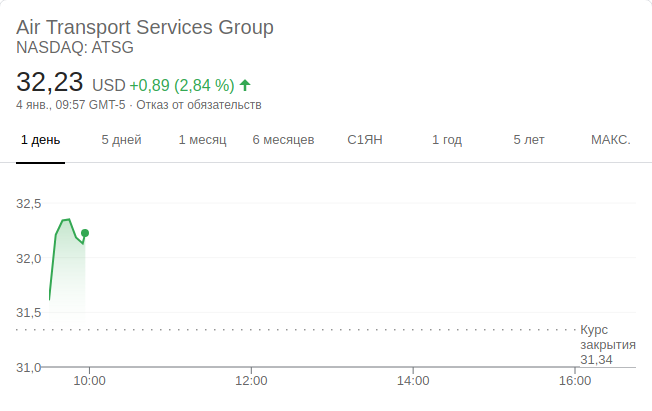 Air Transport Services Group
NASDAQ: ATSG
32,23 USD +0,89 (2,84 %)
4 янв., 09:57 GMT-5 · Отказ от обязательств
1 день 5 дней 1 месяц 6 месяцев С1ЯН 1 год 5 лет МАКС.
32,5
32,0
31,5
Курс
закрытия
31,34
31,0
10:00 12:00 14:00 16:00